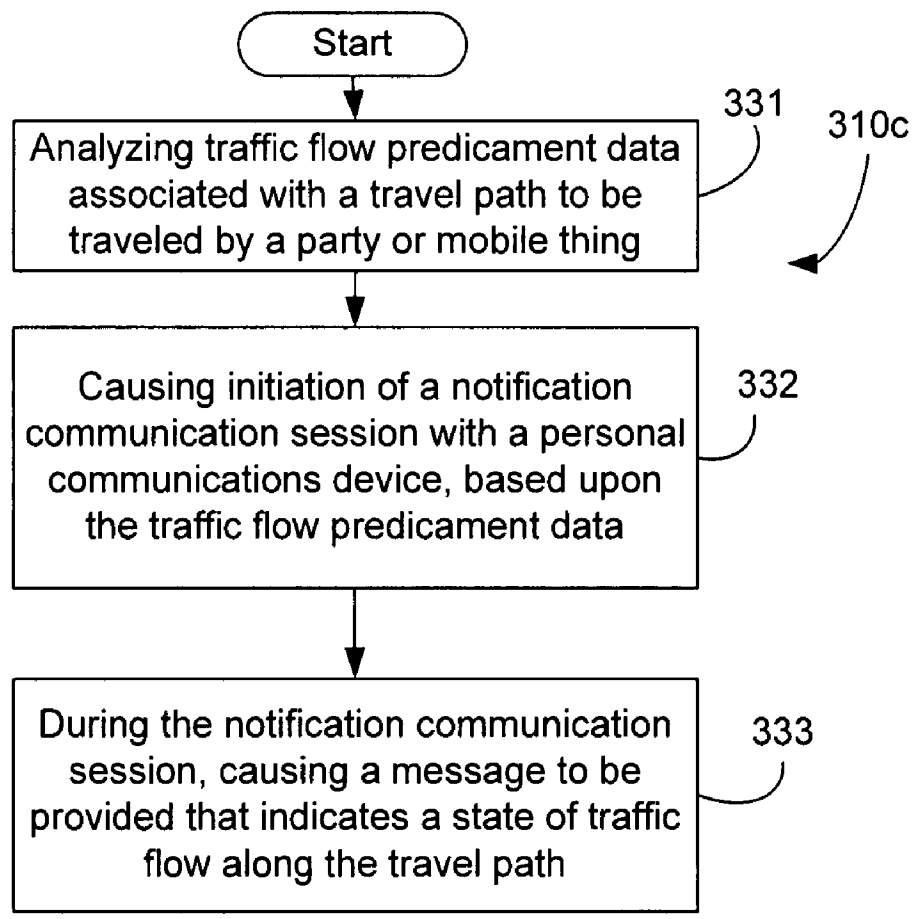 Start
331
310c
Analyzing traffic flow predicament data
associated with a travel path to be
traveled by a party or mobile thing
332
Causing initiation of a notification
communication session with a personal
communications device, based upon
the traffic flow predicament data
333
During the notification communication
session, causing a message to be
provided that indicates a state of traffic
flow along the travel path